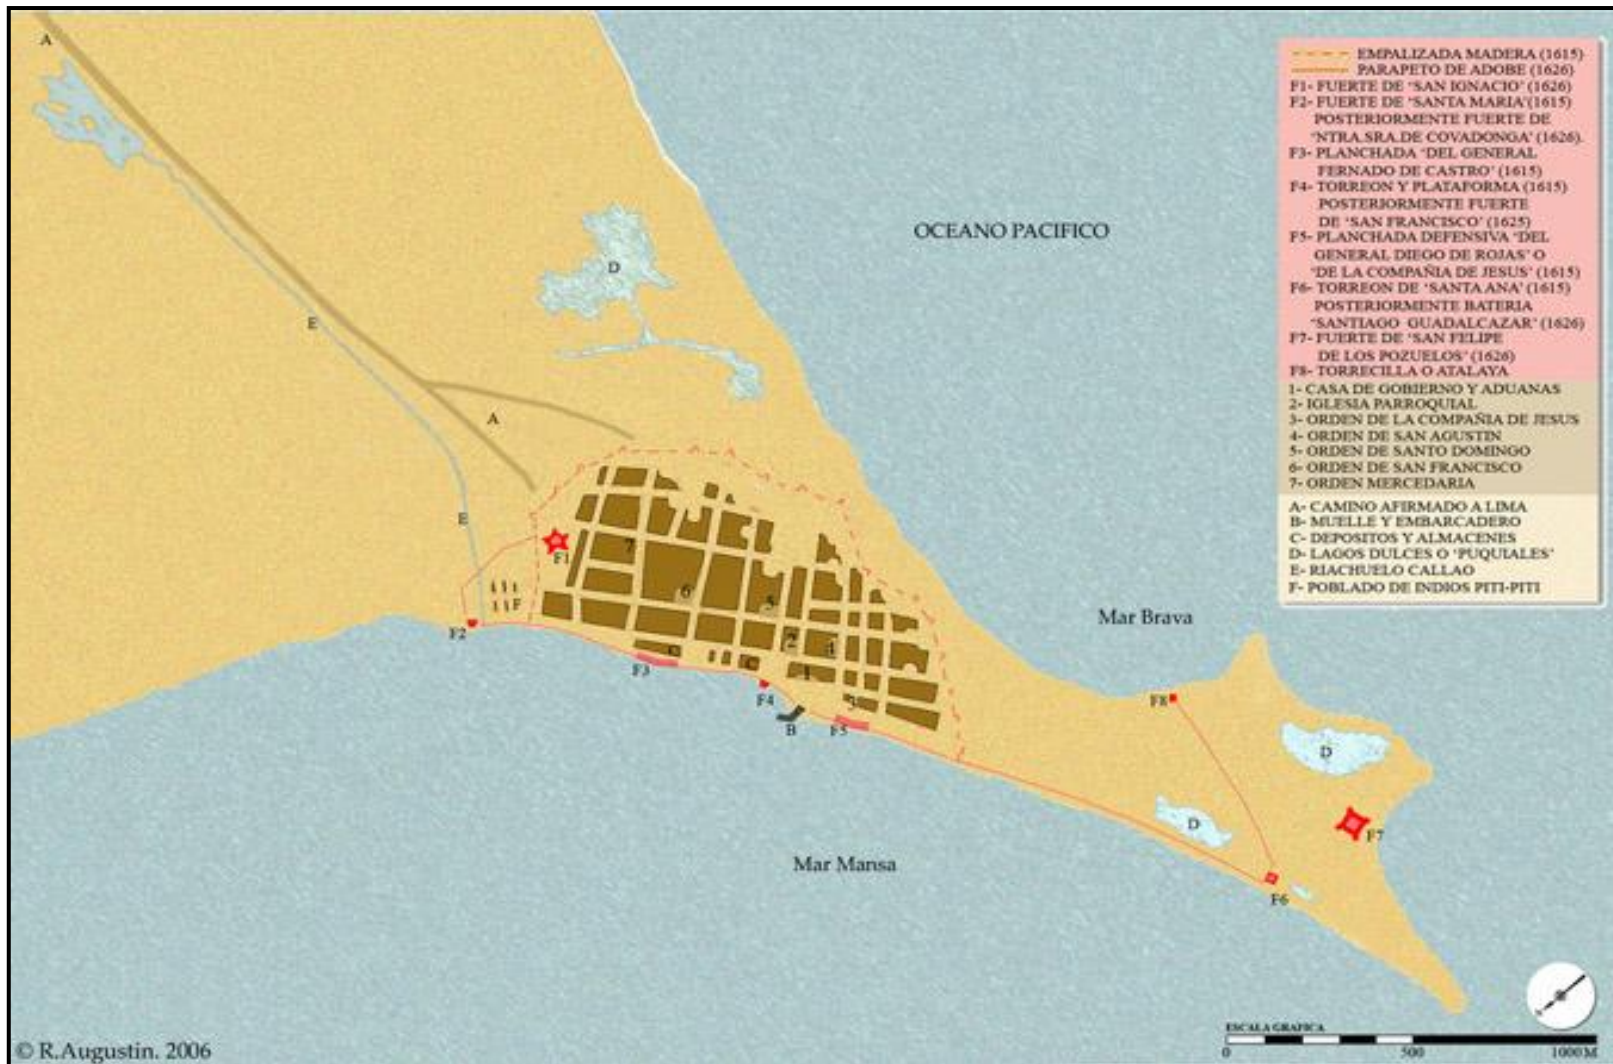 A
EMPALIZADA MADERA (1615)
PARAPETO DE ADOBE (1626)
F1- FUERTE DE 'SAN IGNACIO' (1626)
F2- FUERTE DE 'SANTA MARIA'(1615)
POSTERIORMENTE FUERTE DE
'NTRA.SRA.DE COVADONGA' (1626).
F3- PLANCHADA 'DEL GENERAL
FERNADO DE CASTRO' (1615)
F4- TORREON Y PLATAFORMA (1615)
POSTERIORMENTE FUERTE
DE 'SAN FRANCISCO' (1625)
F5- PLANCHADA DEFENSIVA 'DEL
GENERAL DIEGO DE ROJAS' O
'DE LA COMPAÑIA DE JESUS' (1615)
F6- TORREON DE 'SANTA ANA' (1615)
POSTERIORMENTE BATERIA
'SANTIAGO GUADALCAZAR' (1626)
F7- FUERTE DE 'SAN FELIPE
DE LOS POZUELOS' (1626)
F8- TORRECILLA O ATALAYA
1- CASA DE GOBIERNO Y ADUANAS
2- IGLESIA PARROQUIAL
3- ORDEN DE LA COMPAÑIA DE JESUS
4- ORDEN DE SAN AGUSTIN
5- ORDEN DE SANTO DOMINGO
6- ORDEN DE SAN FRANCISCO
7- ORDEN MERCEDARIA
A- CAMINO AFIRMADO A LIMA
B- MUELLE Y EMBARCADERO
C- DEPOSITOS Y ALMACENES
D- LAGOS DULCES O 'PUQUIALES'
E- RIACHUELO CALLAO
F- POBLADO DE INDIOS PITI-PITI
OCEANO PACIFICO
D
E
A
E
F1
7
6
5
F
F2
Mar Brava
2
4
C
C
F3
1
F4
3
B
F5
F8
D
D
F7
F6
Mar Mansa
ESCALA GRAFICA
0 500 1000M
© R.Augustin. 2006